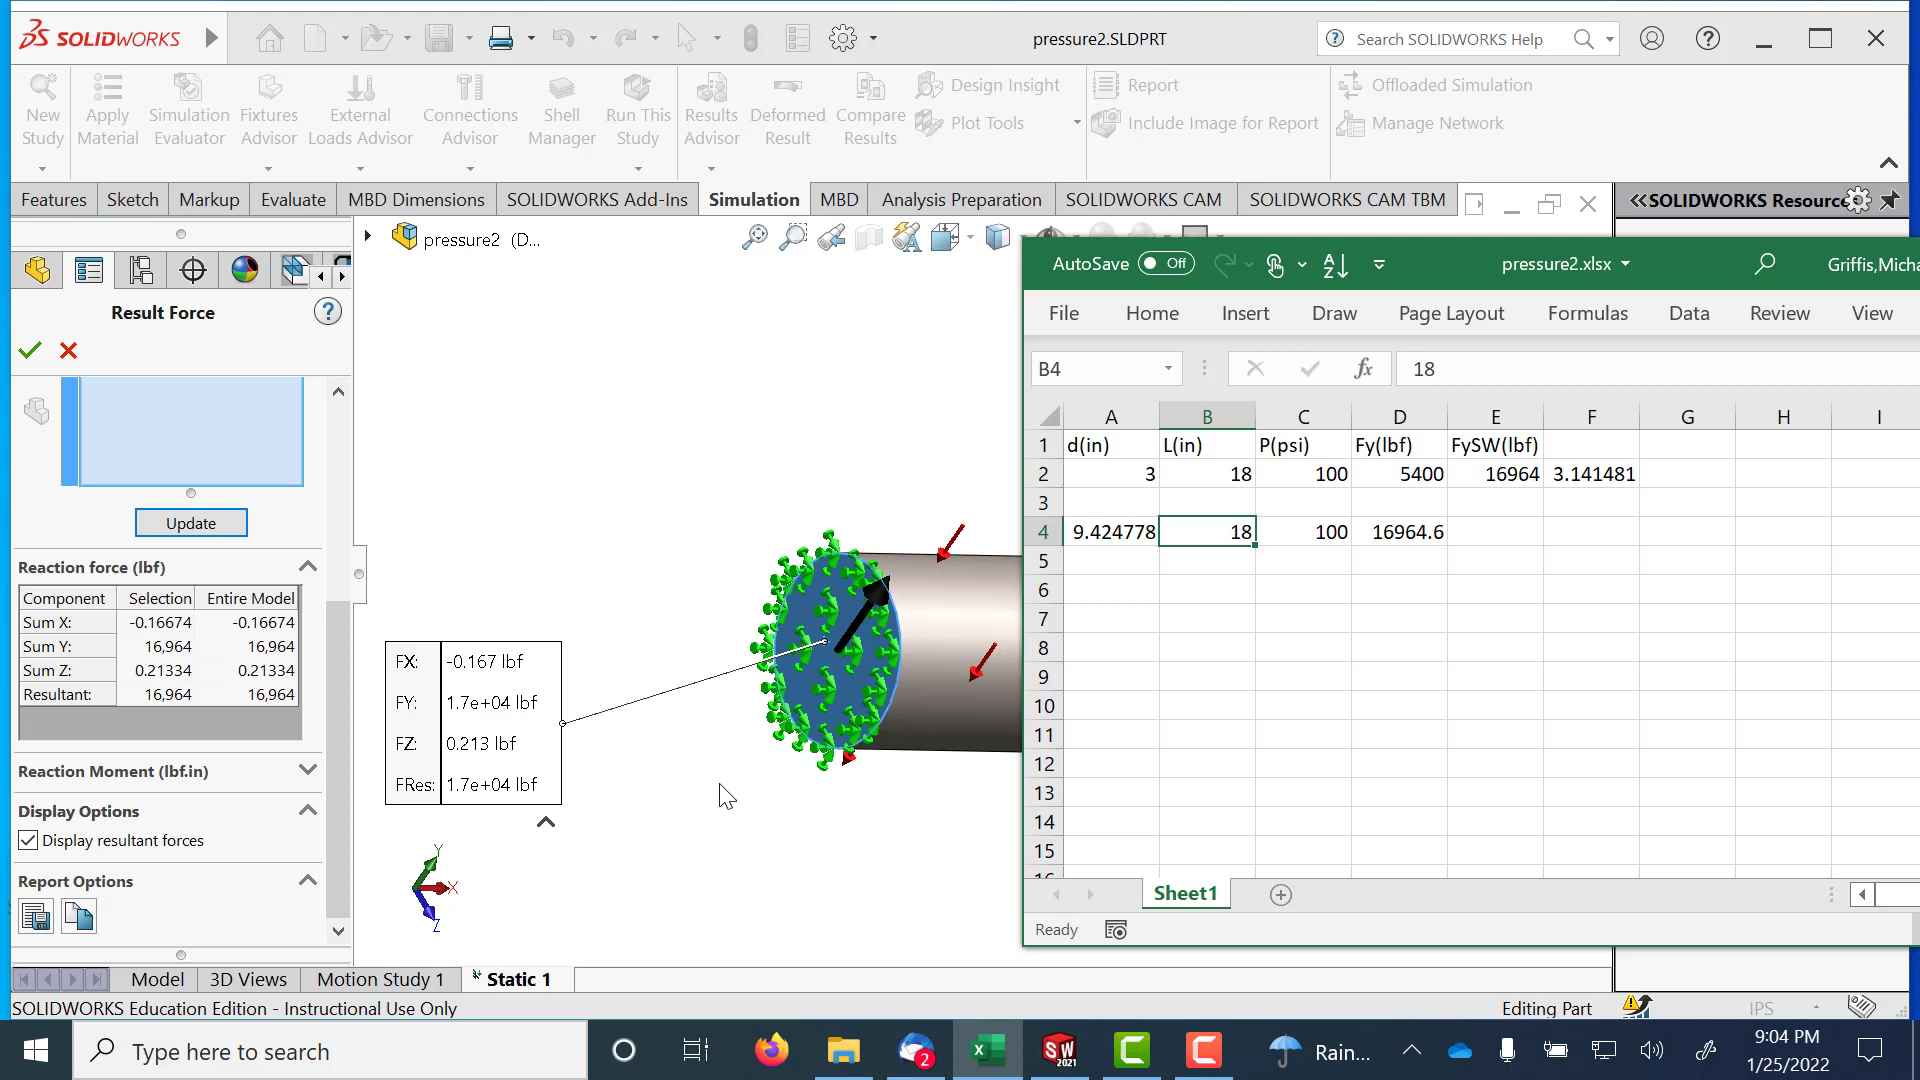 SOLIDWORKS
pressure2.SLDPRT
Search SOLIDWORKS Help
New Study
Apply Material
Simulation Evaluator
Fixtures Advisor
External Loads Advisor
Connections Advisor
Shell Manager
Run This Study
Results Advisor
Deformed Result
Compare Results
Design Insight
Plot Tools
Report
Include Image for Report
Offloaded Simulation
Manage Network
Features Sketch Markup Evaluate MBD Dimensions SOLIDWORKS Add-Ins Simulation MBD Analysis Preparation SOLIDWORKS CAM SOLIDWORKS CAM TBM
SOLIDWORKS Resource
pressure2 (D...
Result Force
Update
Reaction force (lbf)
Component Selection Entire Model
Sum X: -0.16674 -0.16674
Sum Y: 16,964 16,964
Sum Z: 0.21334 0.21334
Resultant: 16,964 16,964
Reaction Moment (lbf.in)
Display Options
Display resultant forces
Report Options
FX: -0.167 lbf
FY: 1.7e+04 lbf
FZ: 0.213 lbf
FRes: 1.7e+04 lbf
Y
X
Z
AutoSave Off pressure2.xlsx Griffis,Micha
File Home Insert Draw Page Layout Formulas Data Review View
B4 fx 18
A B C D E F G H I
1 d(in) L(in) P(psi) Fy(lbf) FySW(lbf)
2 3 18 100 5400 16964 3.141481
3
4 9.424778 18 100 16964.6
5
6
7
8
9
10
11
12
13
14
15
Sheet1
Ready
Model 3D Views Motion Study 1 Static 1
SOLIDWORKS Education Edition - Instructional Use Only
Editing Part
IPS
Type here to search
2
SW 2021
Rain...
9:04 PM
1/25/2022